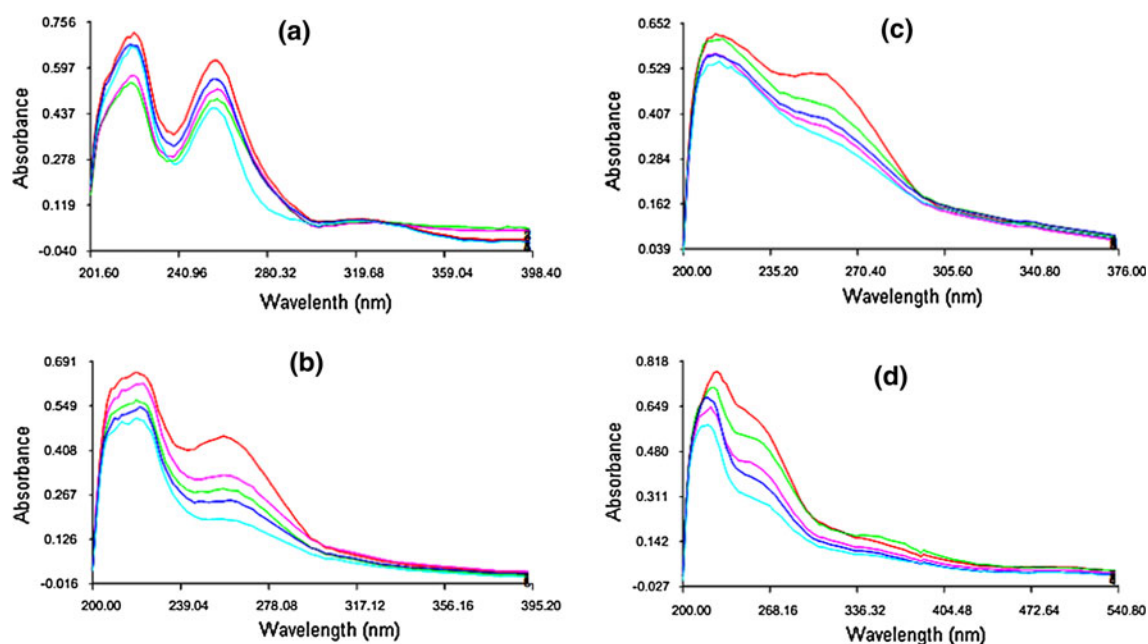 (a)
0.756
0.597
0.437
0.278
0.119
-0.040
Absorbance
201.60 240.96 280.32 319.68 359.04 398.40
Wavelenth (nm)
(c)
0.652
0.529
0.407
0.284
0.162
0.039
Absorbance
200.00 235.20 270.40 305.60 340.80 376.00
Wavelength (nm)
(b)
0.691
0.549
0.408
0.267
0.126
-0.016
Absorbance
200.00 239.04 278.08 317.12 356.16 395.20
Wavelength (nm)
(d)
0.818
0.649
0.480
0.311
0.142
-0.027
Absorbance
200.00 268.16 336.32 404.48 472.64 540.80
Wavelength (nm)